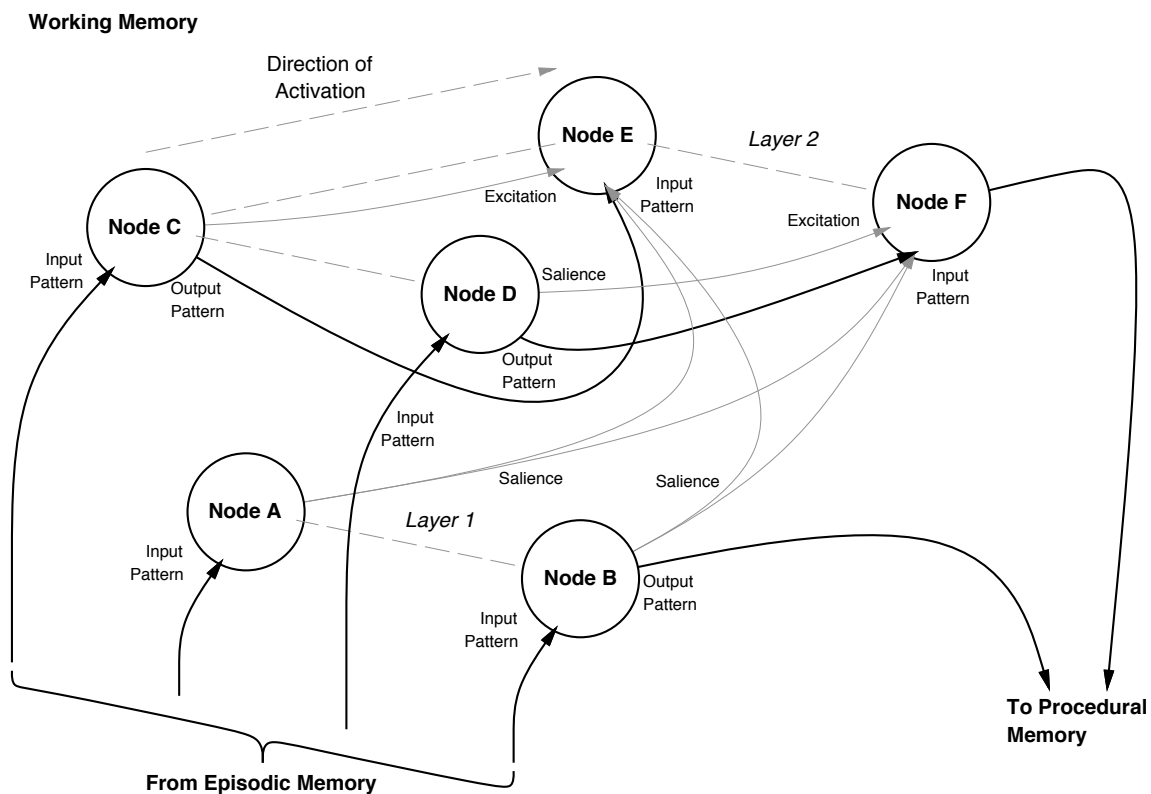 Working Memory
Direction of
Activation
Node E
Layer 2
Excitation
Input
Pattern
Node F
Node C
Excitation
Input
Pattern
Output
Pattern
Node D
Salience
Input
Pattern
Output
Pattern
Input
Pattern
Salience
Salience
Node A
Layer 1
Input
Pattern
Node B
Output
Pattern
Input
Pattern
To Procedural
Memory
From Episodic Memory